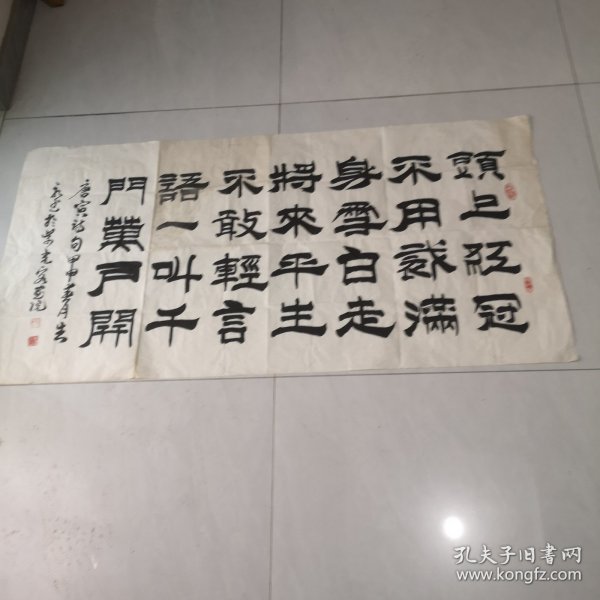 頭上紅冠
不用裁滿
身雪白走
將來平生
不敢輕言
語一叫千
門萬戶開
唐寅詩句甲申春月
孔夫子旧书网
www.kongfz.com